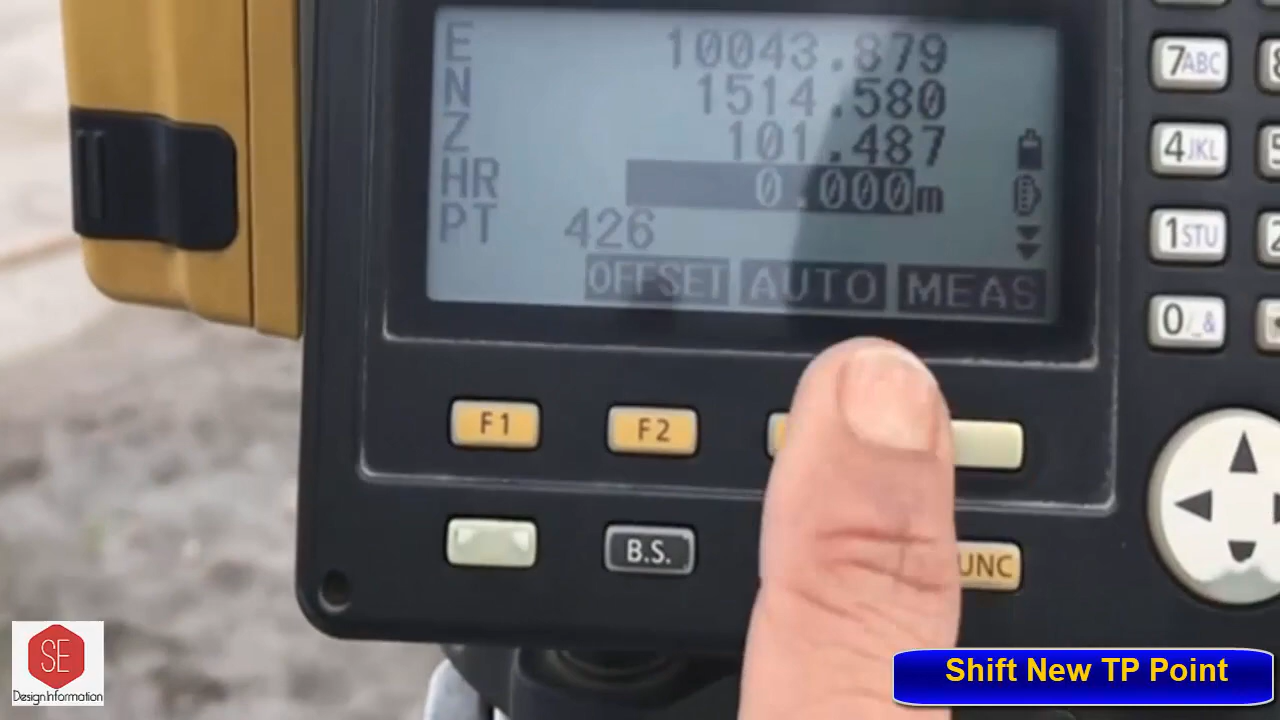 E 10043.879
N 1514.580
Z 101.487
HR 0.000m
PT 426
OFFSET AUTO MEAS
7ABC
4JKL
1STU
0/_&
F1 F2
B.S.
UNC
SE
Design Information
Shift New TP Point